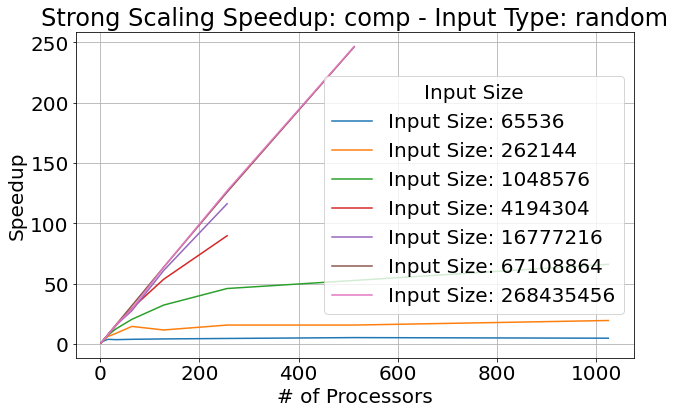 Strong Scaling Speedup: comp - Input Type: random
250
200
150
100
50
0
Speedup
Input Size
Input Size: 65536
Input Size: 262144
Input Size: 1048576
Input Size: 4194304
Input Size: 16777216
Input Size: 67108864
Input Size: 268435456
0 200 400 600 800 1000
# of Processors